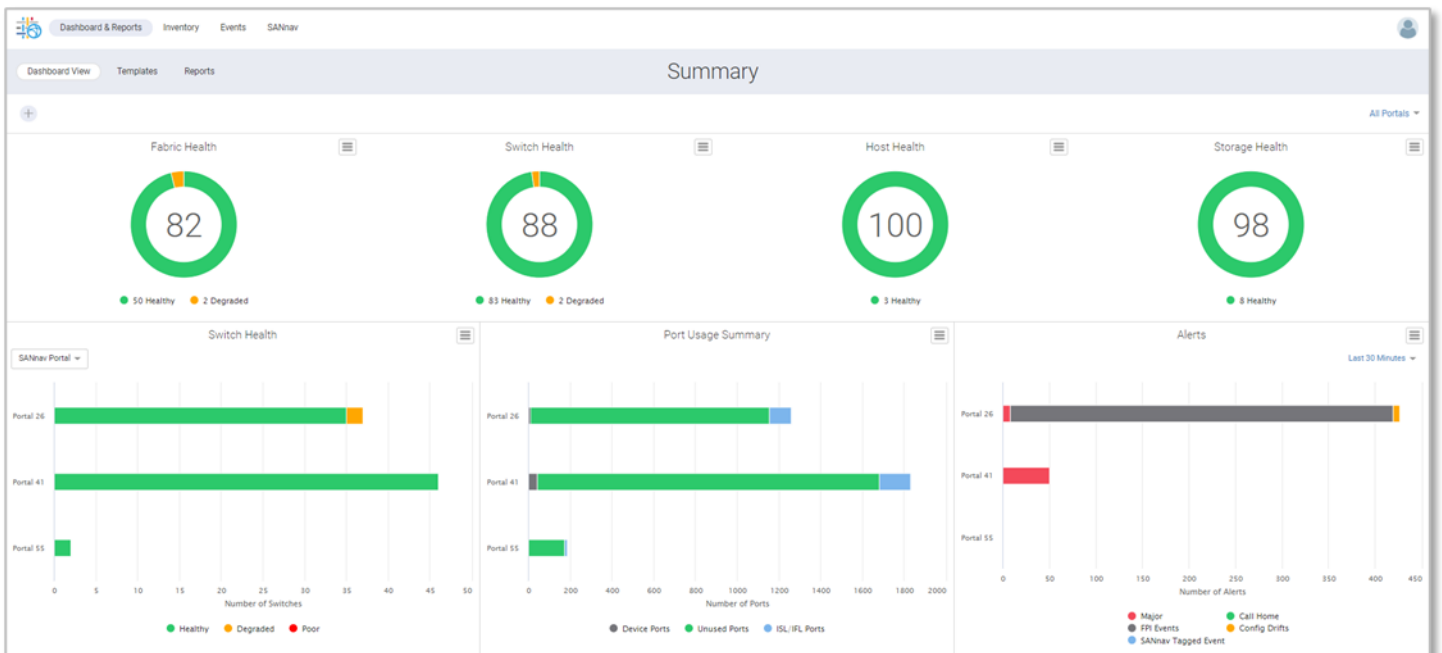 Dashboard & Reports Inventory Events SANnav
Dashboard View Templates Reports Summary
All Portals
Fabric Health Switch Health Host Health Storage Health
82 88 100 98
50 Healthy 2 Degraded 83 Healthy 2 Degraded 3 Healthy 8 Healthy
Switch Health Port Usage Summary Alerts
SANnav Portal Last 30 Minutes
Portal 26 Portal 26 Portal 26
Portal 41 Portal 41 Portal 41
Portal 55 Portal 55 Portal 55
0 5 10 15 20 25 30 35 40 45 50 0 200 400 600 800 1000 1200 1400 1600 1800 2000 0 50 100 150 200 250 300 350 400 450
Number of Switches Number of Ports Number of Alerts
Healthy Degraded Poor Device Ports Unused Ports ISL/IFL Ports Major Call Home
FPI Events Config Drifts
SANnav Tagged Event